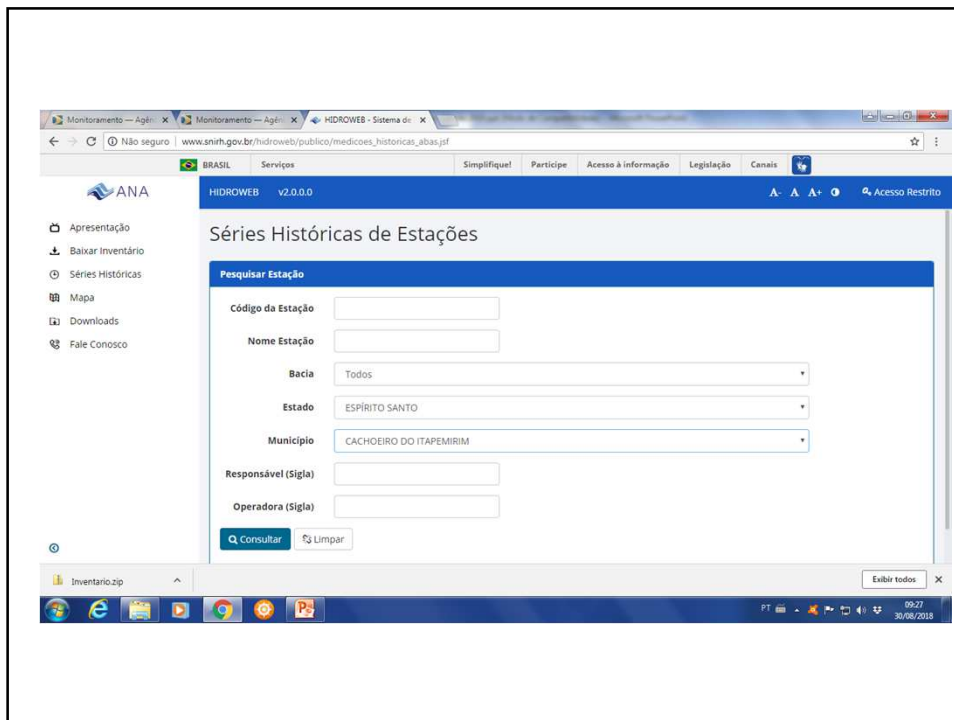 Monitoramento — Agên
Monitoramento — Agên
HIDROWEB - Sistema de
Não seguro
www.snirh.gov.br/hidroweb/publico/medicoes_historicas_abas.jsf
BRASIL
Serviços
Simplifique!
Participe
Acesso à informação
Legislação
Canais
ANA
HIDROWEB v2.0.0.0
A- A A+
Acesso Restrito
Apresentação
Baixar Inventário
Séries Históricas
Mapa
Downloads
Fale Conosco
Séries Históricas de Estações
Pesquisar Estação
Código da Estação
Nome Estação
Bacia
Todos
Estado
ESPÍRITO SANTO
Município
CACHOEIRO DO ITAPEMIRIM
Responsável (Sigla)
Operadora (Sigla)
Consultar
Limpar
Inventario.zip
Exibir todos
PT
09:27
30/08/2018